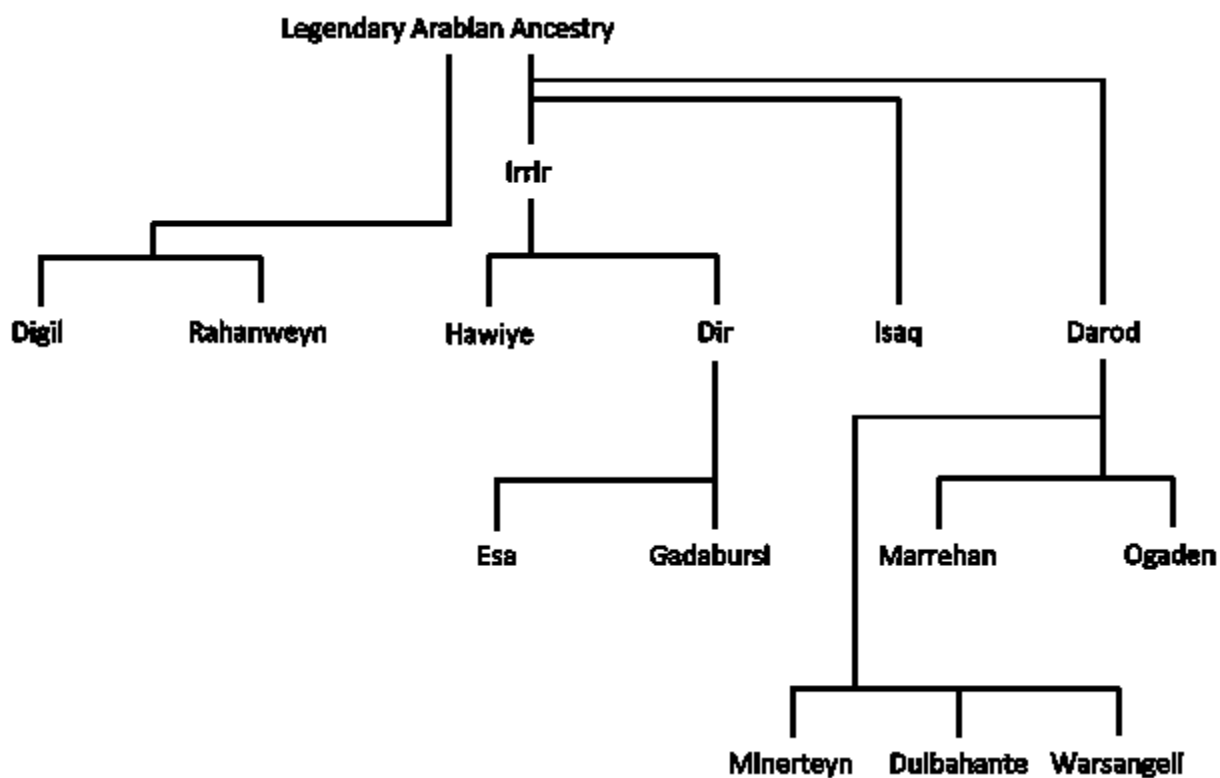 Legendary Arabian Ancestry
Irrir
Digil Rahanweyn Hawiye Dir Isaq Darod
Esa Gadabursi Marrehan Ogaden
Minerteyn Dulbahante Warsangeli